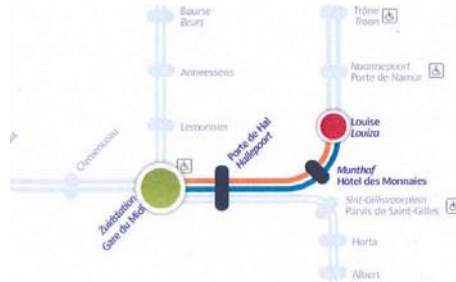 Bourse
Beurs
Trône
Troon
Anneessens
Naamsepoort
Porte de Namur
Lemonnier
Porte de Hal
Hallepoort
Louise
Louiza
Clemenceau
Munthof
Hôtel des Monnaies
Zuidstation
Gare du Midi
Sint-Gillisvoorplein
Parvis de Saint-Gilles
Horta
Albert